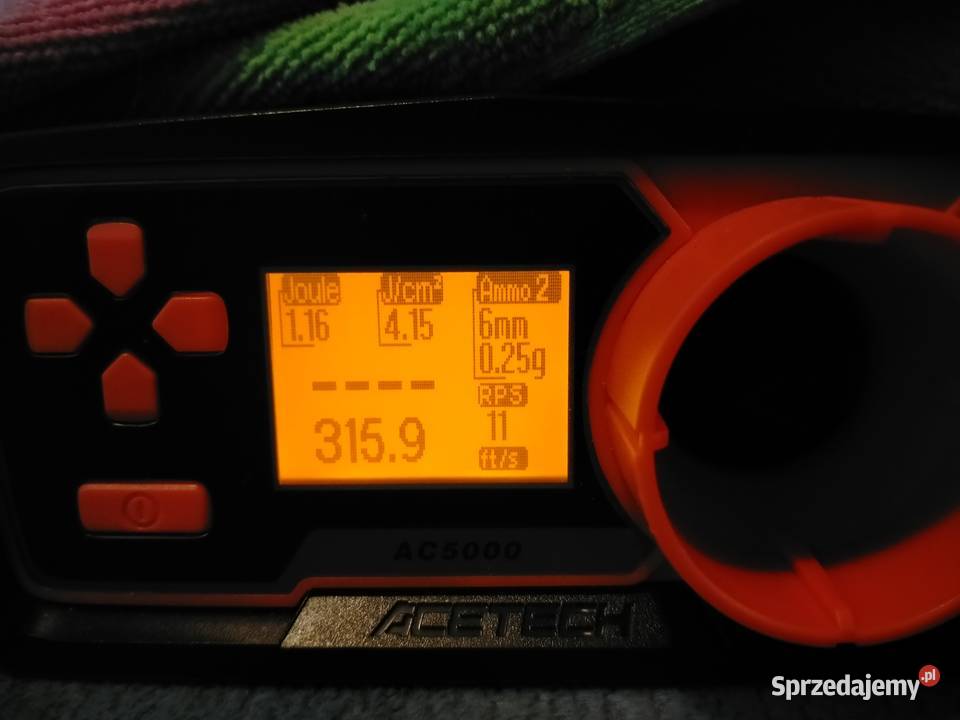 Joule J/cm² Ammo 2
1.16 4.15 6mm
0.25g
----
RPS
315.9 11
ft/s
AC5000
ACETECH
Sprzedajemy.pl